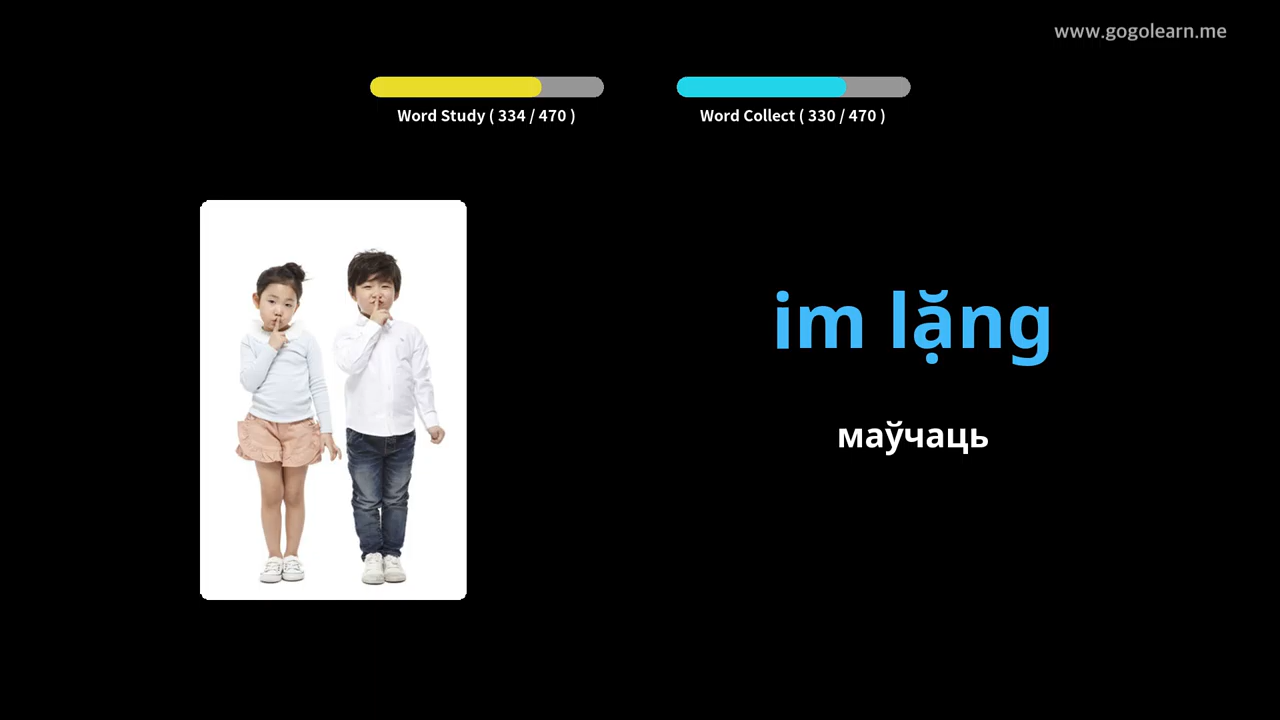 www.gogolearn.me
Word Study ( 334 / 470 )
Word Collect ( 330 / 470 )
im lặng
маўчаць